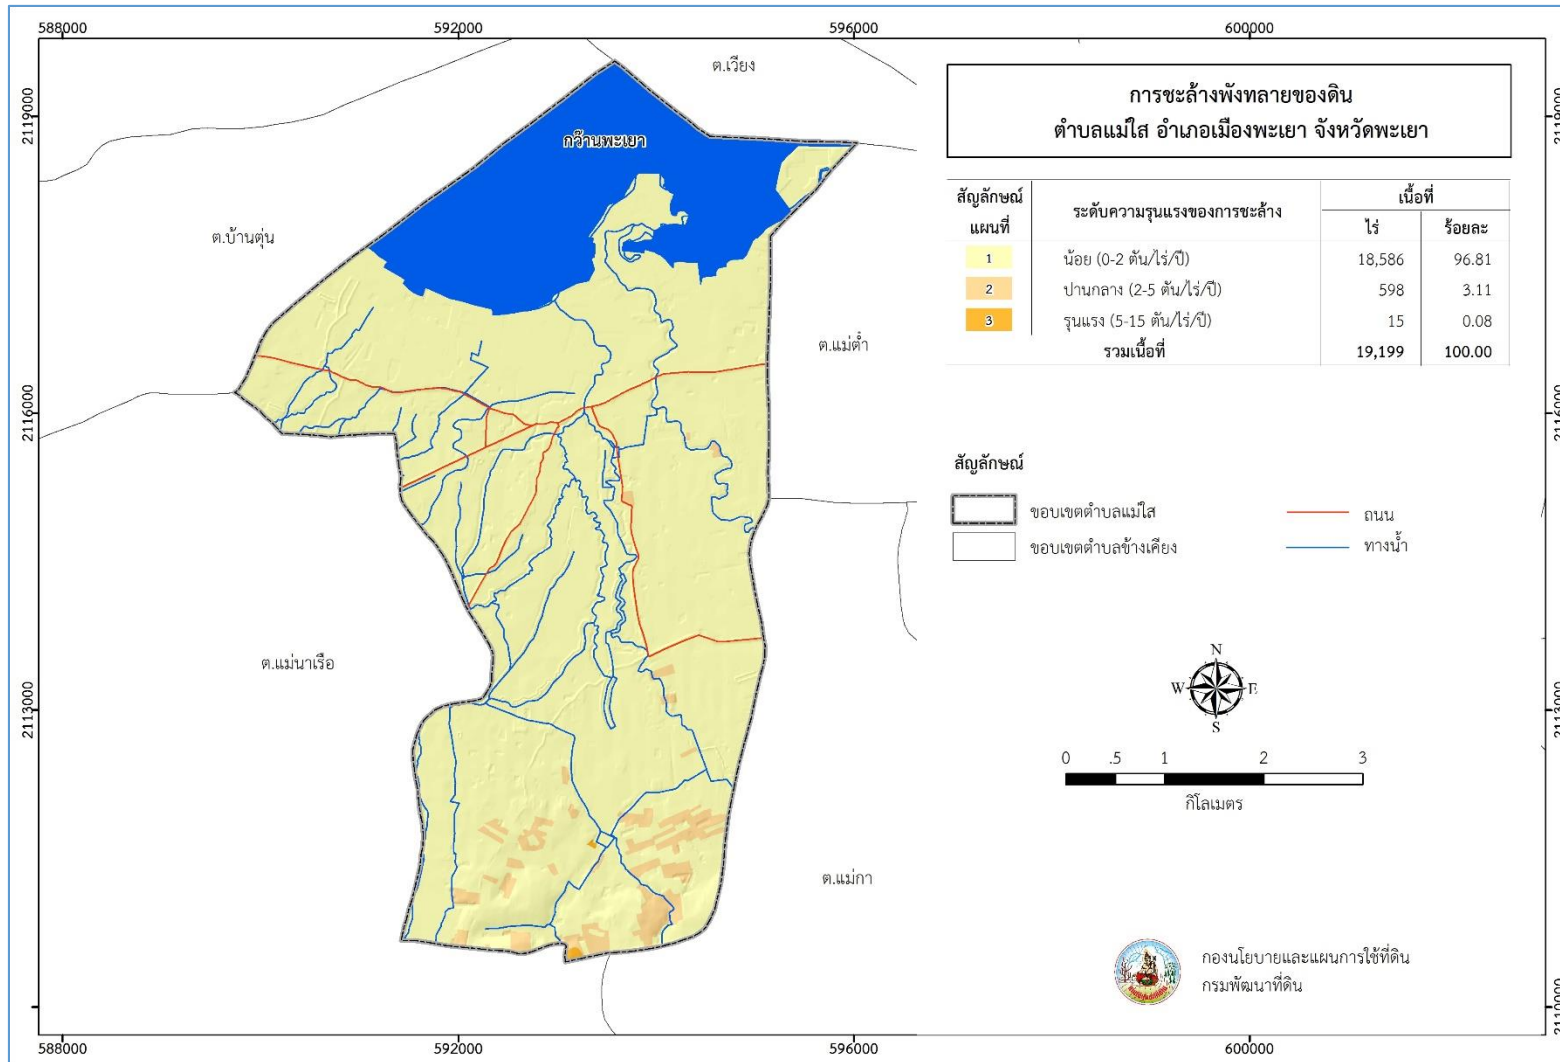 588000
592000
596000
600000
2119000
2116000
2113000
2119000
2116000
2113000
2110000
ต.เวียง
กว๊านพะเยา
ต.บ้านตุ่น
ต.แม่ต๋ำ
ต.แม่นาเรือ
ต.แม่กา
การชะล้างพังทลายของดิน
ตำบลแม่ใส อำเภอเมืองพะเยา จังหวัดพะเยา
สัญลักษณ์ แผนที่
ระดับความรุนแรงของการชะล้าง
เนื้อที่
ไร่ ร้อยละ
1 น้อย (0-2 ตัน/ไร่/ปี) 18,586 96.81
2 ปานกลาง (2-5 ตัน/ไร่/ปี) 598 3.11
3 รุนแรง (5-15 ตัน/ไร่/ปี) 15 0.08
รวมเนื้อที่ 19,199 100.00
สัญลักษณ์
ขอบเขตตำบลแม่ใส ถนน
ขอบเขตตำบลข้างเคียง ทางน้ำ
N
W E
S
0 .5 1 2 3
กิโลเมตร
กองนโยบายและแผนการใช้ที่ดิน
กรมพัฒนาที่ดิน
588000
592000
596000
600000